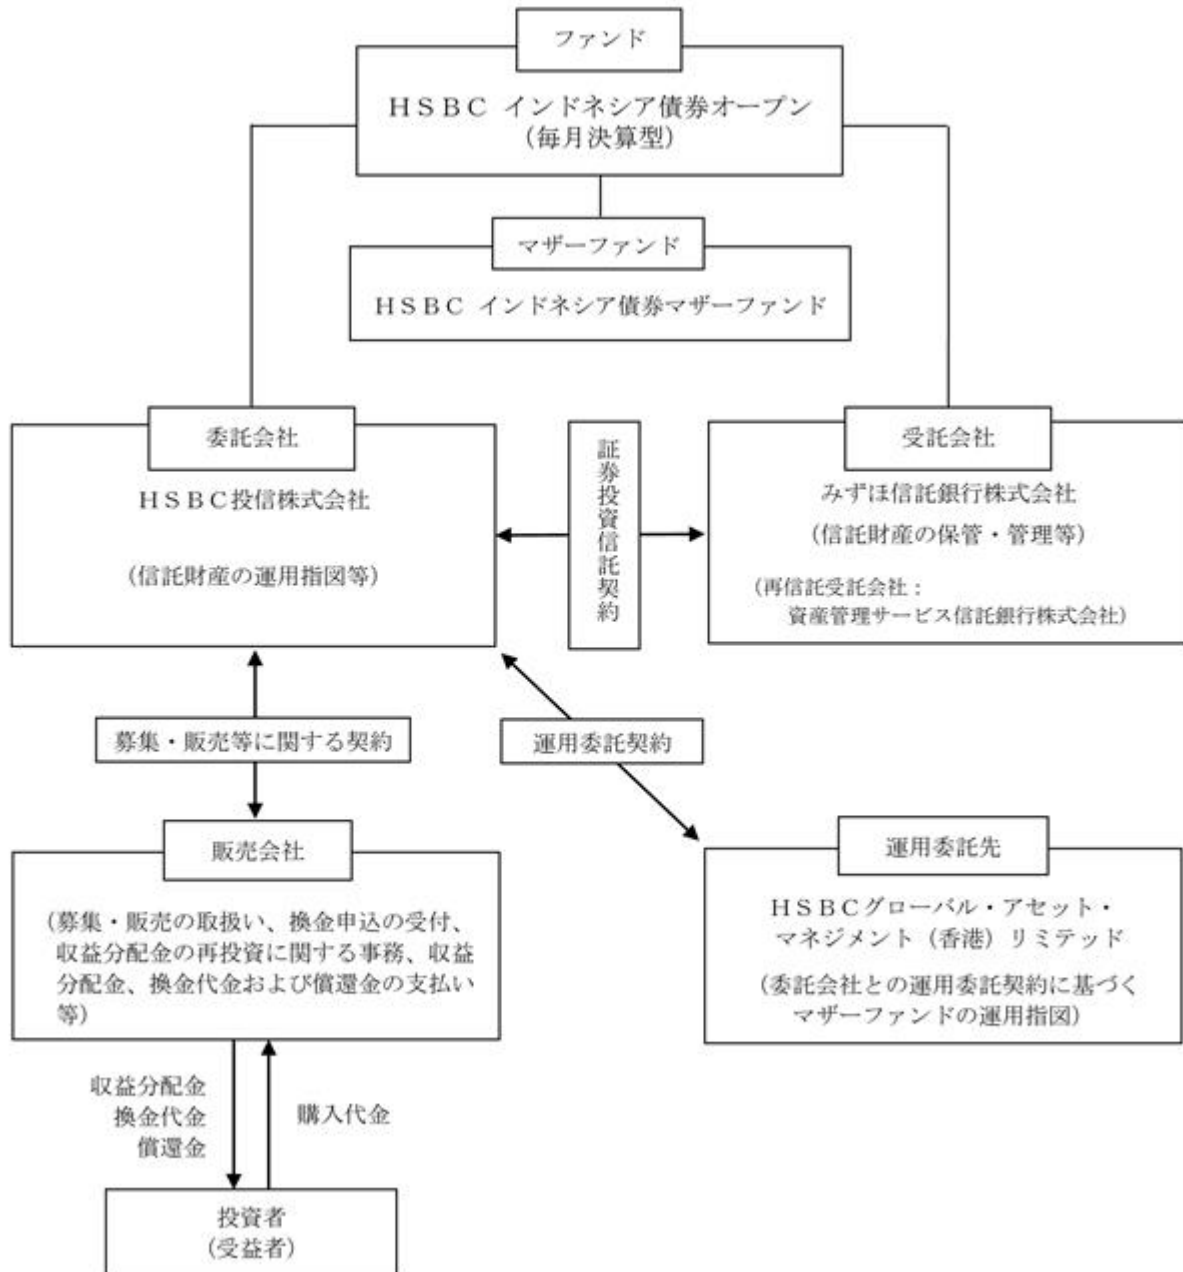 ファンド
ＨＳＢＣ インドネシア債券オープン
（毎月決算型）
マザーファンド
ＨＳＢＣ インドネシア債券マザーファンド
委託会社
ＨＳＢＣ投信株式会社
（信託財産の運用指図等）
証券投資信託契約
受託会社
みずほ信託銀行株式会社
（信託財産の保管・管理等）
（再信託受託会社：
資産管理サービス信託銀行株式会社）
募集・販売等に関する契約
運用委託契約
販売会社
（募集・販売の取扱い、換金申込の受付、
収益分配金の再投資に関する事務、収益
分配金、換金代金および償還金の支払い
等）
運用委託先
ＨＳＢＣグローバル・アセット・
マネジメント（香港）リミテッド
（委託会社との運用委託契約に基づく
マザーファンドの運用指図）
収益分配金
換金代金
償還金
購入代金
投資者
（受益者）